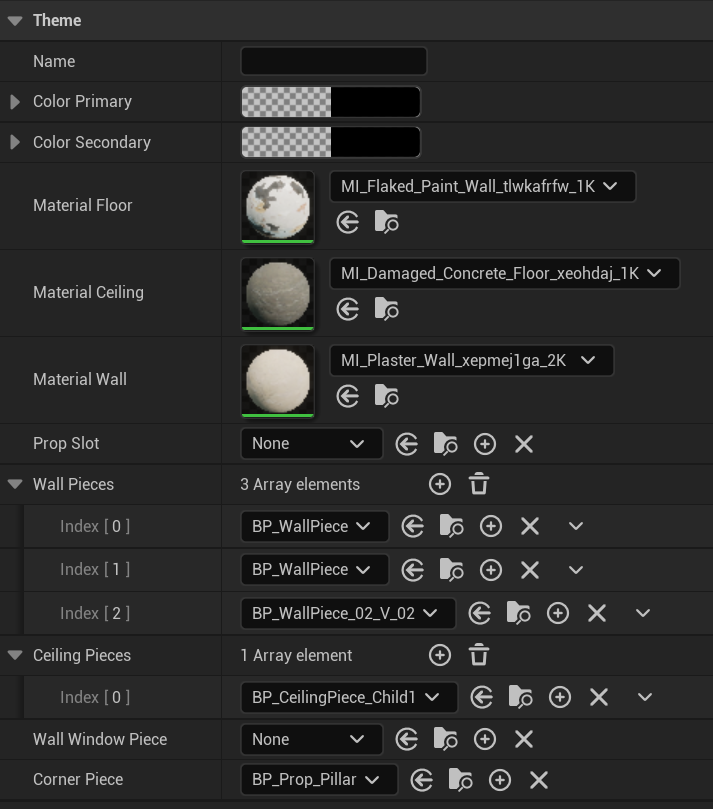 Theme
Name
Color Primary
Color Secondary
Material Floor
MI_Flaked_Paint_Wall_tlwkafrfw_1K
Material Ceiling
MI_Damaged_Concrete_Floor_xeohdaj_1K
Material Wall
MI_Plaster_Wall_xepmej1ga_2K
Prop Slot
None
Wall Pieces
3 Array elements
Index [ 0 ]
BP_WallPiece
Index [ 1 ]
BP_WallPiece
Index [ 2 ]
BP_WallPiece_02_V_02
Ceiling Pieces
1 Array element
Index [ 0 ]
BP_CeilingPiece_Child1
Wall Window Piece
None
Corner Piece
BP_Prop_Pillar